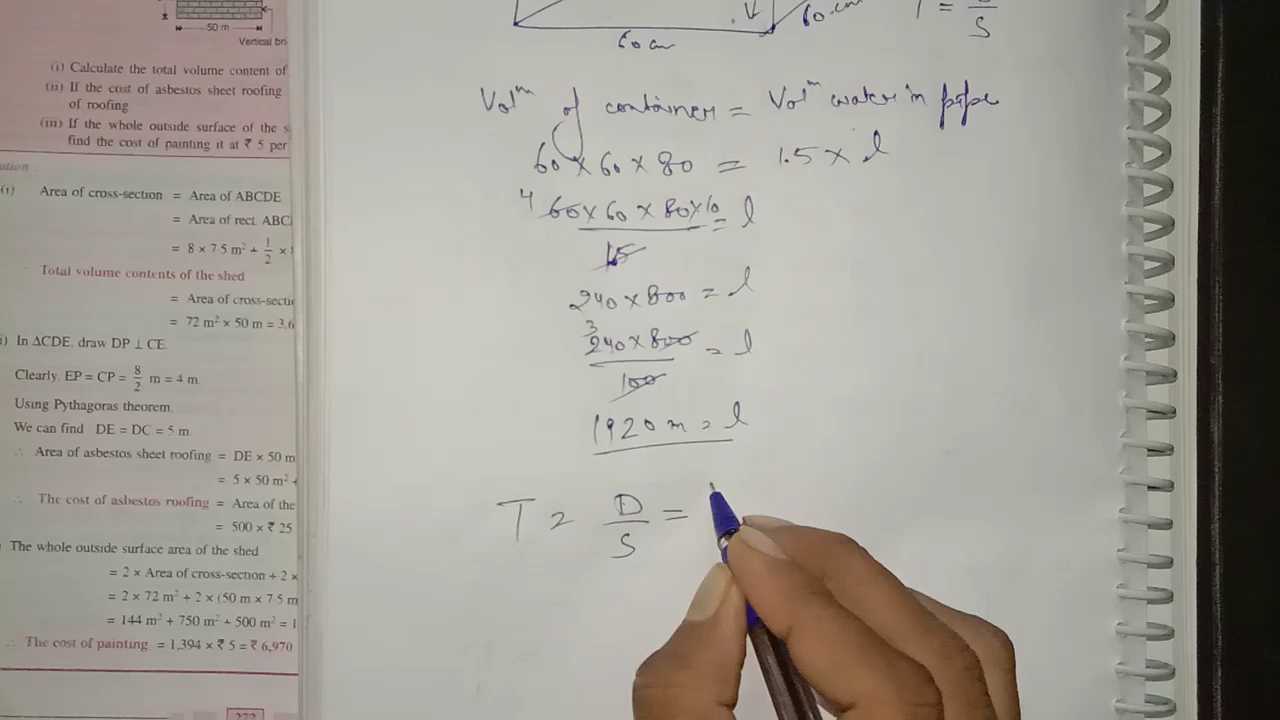 50 m
Vertical bri
(i) Calculate the total volume content of
(ii) If the cost of asbestos sheet roofing
of roofing
(iii) If the whole outside surface of the s
find the cost of painting it at ₹ 5 per
ution :
(i) Area of cross-section = Area of ABCDE
= Area of rect. ABC
= 8 × 7.5 m² + 1/2 ×
∴ Total volume contents of the shed
= Area of cross-secti
= 72 m² × 50 m = 3,6
i) In ΔCDE, draw DP ⊥ CE.
Clearly, EP = CP = 8/2 m = 4 m.
Using Pythagoras theorem,
We can find DE = DC = 5 m
∴ Area of asbestos sheet roofing = DE × 50 m
= 5 × 50 m² +
∴ The cost of asbestos roofing = Area of the
= 500 × ₹ 25
The whole outside surface area of the shed
= 2 × Area of cross-section + 2 ×
= 2 × 72 m² + 2 × (50 m × 7.5 m
= 144 m² + 750 m² + 500 m² = 1
∴ The cost of painting = 1,394 × ₹ 5 = ₹ 6,970
60 cm
60 cm
S
Volᵐ of container = Volᵐ water in pipe
60 × 60 × 80 = 1.5 × l
4 60 × 60 × 80 × 10 = l
15
240 × 800 = l
240 × 800 = l
100
1920 m = l
T = D/S =